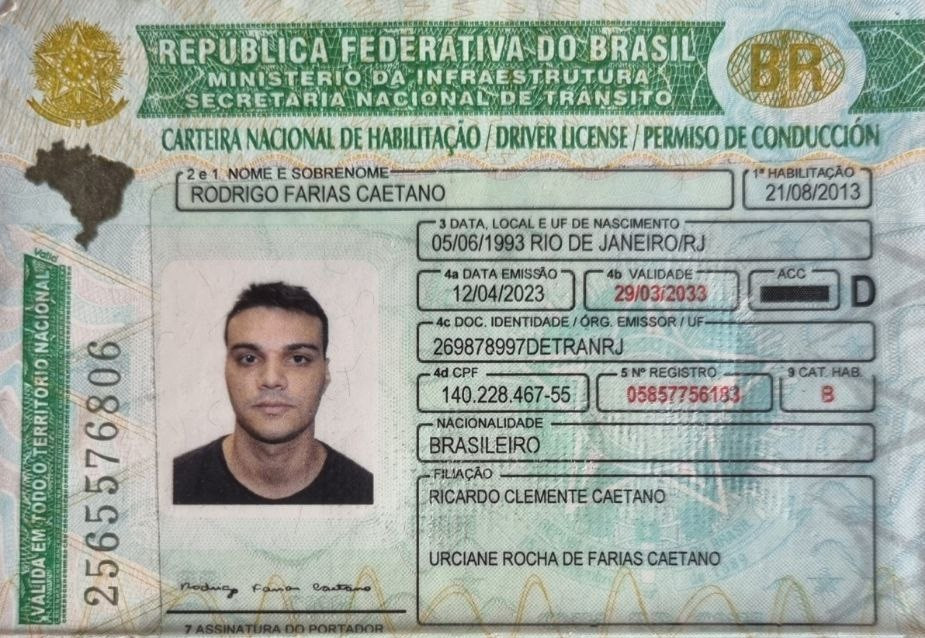 REPÚBLICA FEDERATIVA DO BRASIL
MINISTÉRIO DA INFRAESTRUTURA
SECRETARIA NACIONAL DE TRÂNSITO
BR
CARTEIRA NACIONAL DE HABILITAÇÃO / DRIVER LICENSE / PERMISO DE CONDUCCIÓN
2 e 1 NOME E SOBRENOME
RODRIGO FARIAS CAETANO
1ª HABILITAÇÃO
21/08/2013
3 DATA, LOCAL E UF DE NASCIMENTO
05/06/1993 RIO DE JANEIRO/RJ
4a DATA EMISSÃO
12/04/2023
4b VALIDADE
29/03/2033
ACC
D
4c DOC. IDENTIDADE / ÓRG. EMISSOR / UF
269878997DETRANRJ
4d CPF
140.228.467-55
5 Nº REGISTRO
05857756183
9 CAT. HAB.
B
NACIONALIDADE
BRASILEIRO
FILIAÇÃO
RICARDO CLEMENTE CAETANO
URCIANE ROCHA DE FARIAS CAETANO
VÁLIDA EM TODO O TERRITÓRIO NACIONAL
2565576806
Rodrigo Farias Caetano
7 ASSINATURA DO PORTADOR